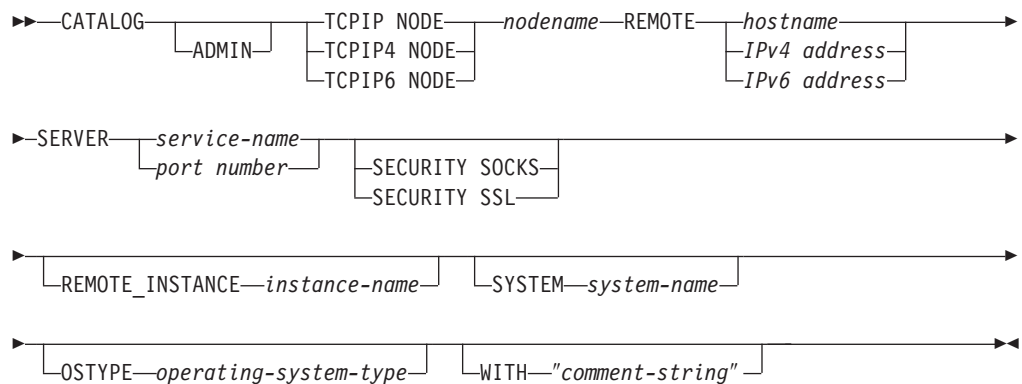 CATALOG TCPIP NODE nodename REMOTE hostname
ADMIN TCPIP4 NODE IPv4 address
TCPIP6 NODE IPv6 address
SERVER service-name
port number SECURITY SOCKS
SECURITY SSL
REMOTE_INSTANCE instance-name SYSTEM system-name
OSTYPE operating-system-type WITH "comment-string"